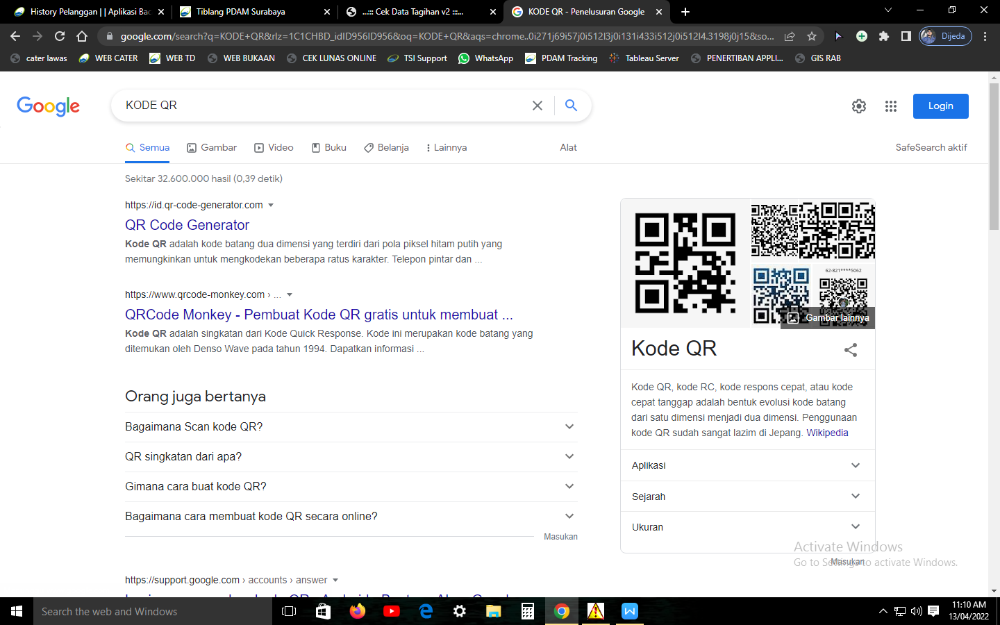 History Pelanggan | | Aplikasi Bac
Tiblang PDAM Surabaya
...::: Cek Data Tagihan v2 :::...
KODE QR - Penelusuran Google
google.com/search?q=KODE+QR&rlz=1C1CHBD_idID956ID956&oq=KODE+QR&aqs=chrome..0i271j69i57j0i512l3j0i131i433i512j0i512l4.3198j0j15&so...
Dijeda
cater lawas
WEB CATER
WEB TD
WEB BUKAAN
CEK LUNAS ONLINE
TSI Support
WhatsApp
PDAM Tracking
Tableau Server
PENERTIBAN APPLI...
GIS RAB
Google
KODE QR
Login
Semua
Gambar
Video
Buku
Belanja
Lainnya
Alat
SafeSearch aktif
Sekitar 32.600.000 hasil (0,39 detik)
https://id.qr-code-generator.com
QR Code Generator
Kode QR adalah kode batang dua dimensi yang terdiri dari pola piksel hitam putih yang
memungkinkan untuk mengkodekan beberapa ratus karakter. Telepon pintar dan ...
https://www.qrcode-monkey.com › ...
QRCode Monkey - Pembuat Kode QR gratis untuk membuat ...
Kode QR adalah singkatan dari Kode Quick Response. Kode ini merupakan kode batang yang
ditemukan oleh Denso Wave pada tahun 1994. Dapatkan informasi ...
Orang juga bertanya
Bagaimana Scan kode QR?
QR singkatan dari apa?
Gimana cara buat kode QR?
Bagaimana cara membuat kode QR secara online?
Masukan
https://support.google.com › accounts › answer
62-821****5062
Gambar lainnya
Kode QR
Kode QR, kode RC, kode respons cepat, atau kode
cepat tanggap adalah bentuk evolusi kode batang
dari satu dimensi menjadi dua dimensi. Penggunaan
kode QR sudah sangat lazim di Jepang. Wikipedia
Aplikasi
Sejarah
Ukuran
Masukan
Activate Windows
Go to Settings to activate Windows.
Search the web and Windows
11:10 AM
13/04/2022